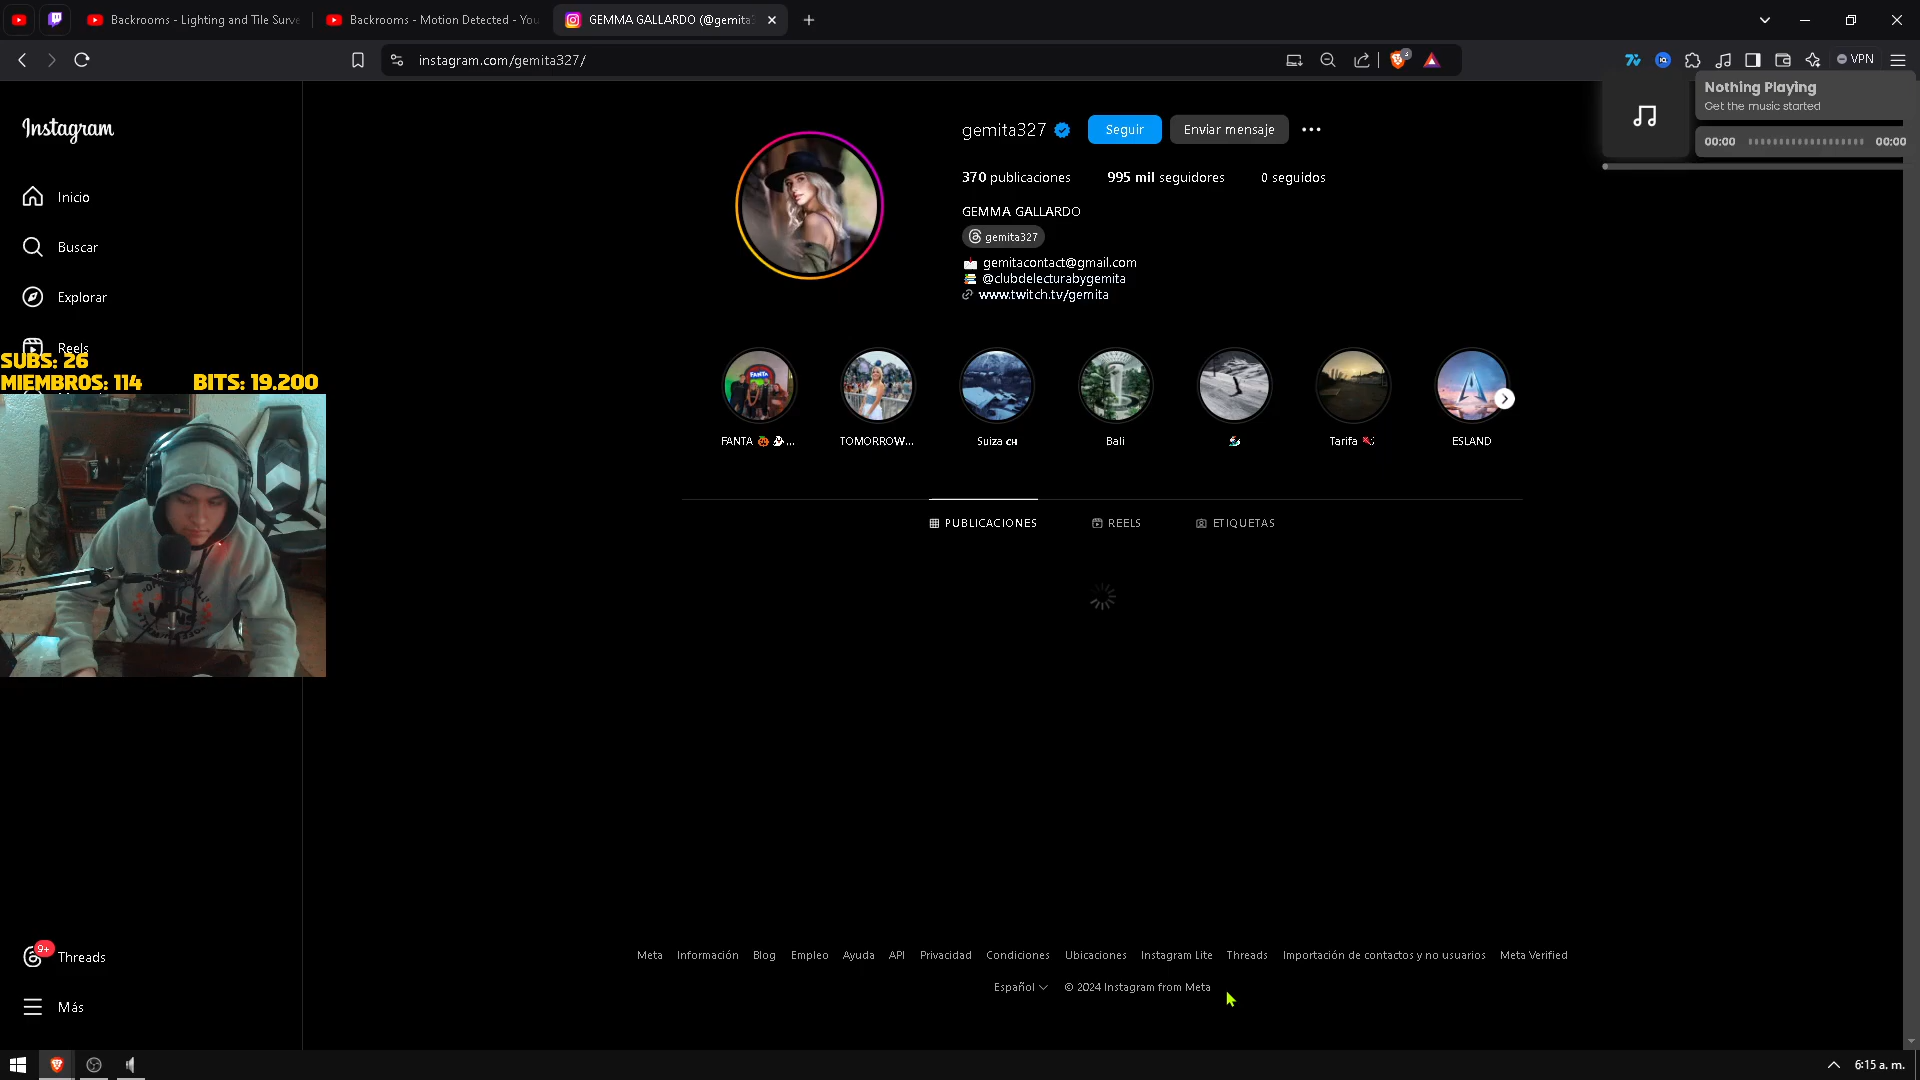 Backrooms - Lighting and Tile Surve
Backrooms - Motion Detected - You
GEMMA GALLARDO (@gemita3
instagram.com/gemita327/
4
VPN
Nothing Playing
Get the music started
00:00
00:00
Instagram
Inicio
Buscar
Explorar
Reels
SUBS: 26
MIEMBROS: 114
BITS: 19.200
9+
Threads
Más
gemita327
Seguir
Enviar mensaje
370 publicaciones
995 mil seguidores
0 seguidos
GEMMA GALLARDO
gemita327
gemitacontact@gmail.com
@clubdelecturabygemita
www.twitch.tv/gemita
FANTA 🎃👻...
TOMORROW...
Suiza 🇨🇭
Bali
🏂
Tarifa
ESLAND
PUBLICACIONES
REELS
ETIQUETAS
Meta
Información
Blog
Empleo
Ayuda
API
Privacidad
Condiciones
Ubicaciones
Instagram Lite
Threads
Importación de contactos y no usuarios
Meta Verified
Español
© 2024 Instagram from Meta
6:15 a. m.